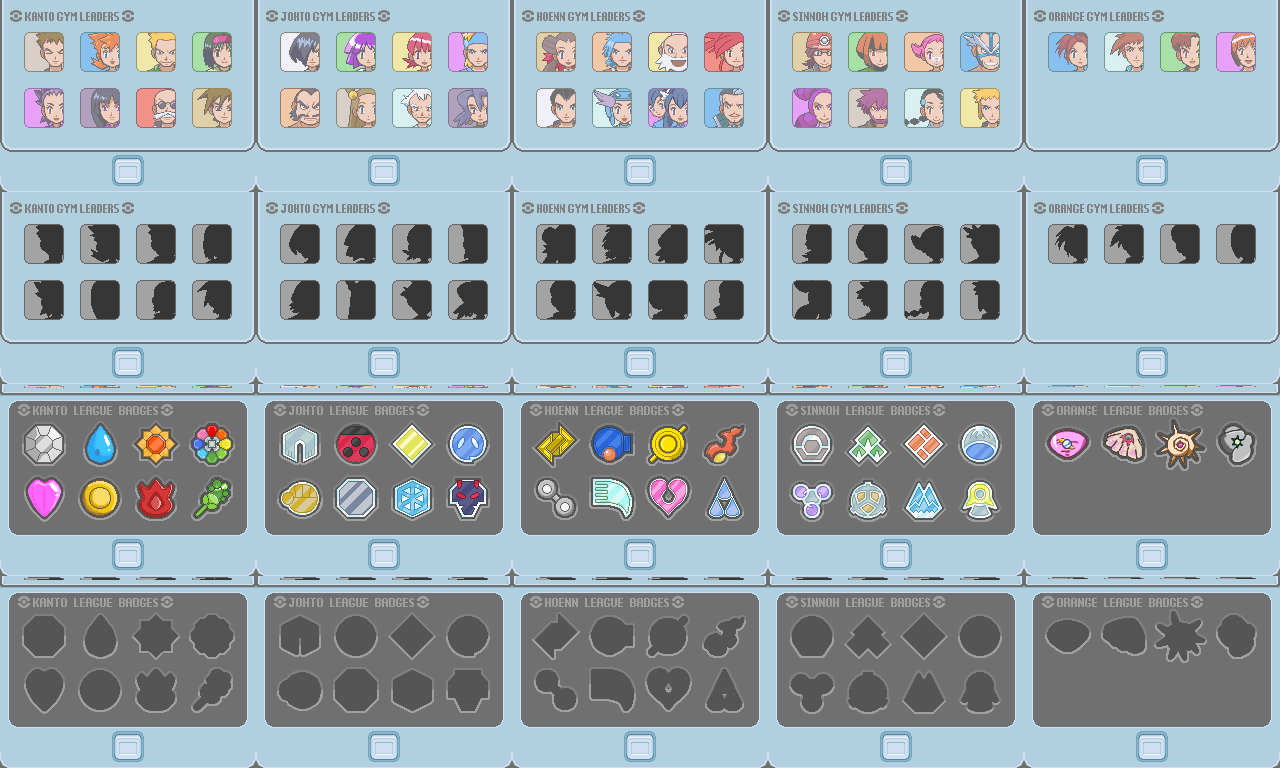 KANTO GYM LEADERS
JOHTO GYM LEADERS
HOENN GYM LEADERS
SINNOH GYM LEADERS
ORANGE GYM LEADERS
KANTO GYM LEADERS
JOHTO GYM LEADERS
HOENN GYM LEADERS
SINNOH GYM LEADERS
ORANGE GYM LEADERS
KANTO LEAGUE BADGES
JOHTO LEAGUE BADGES
HOENN LEAGUE BADGES
SINNOH LEAGUE BADGES
ORANGE LEAGUE BADGES
KANTO LEAGUE BADGES
JOHTO LEAGUE BADGES
HOENN LEAGUE BADGES
SINNOH LEAGUE BADGES
ORANGE LEAGUE BADGES